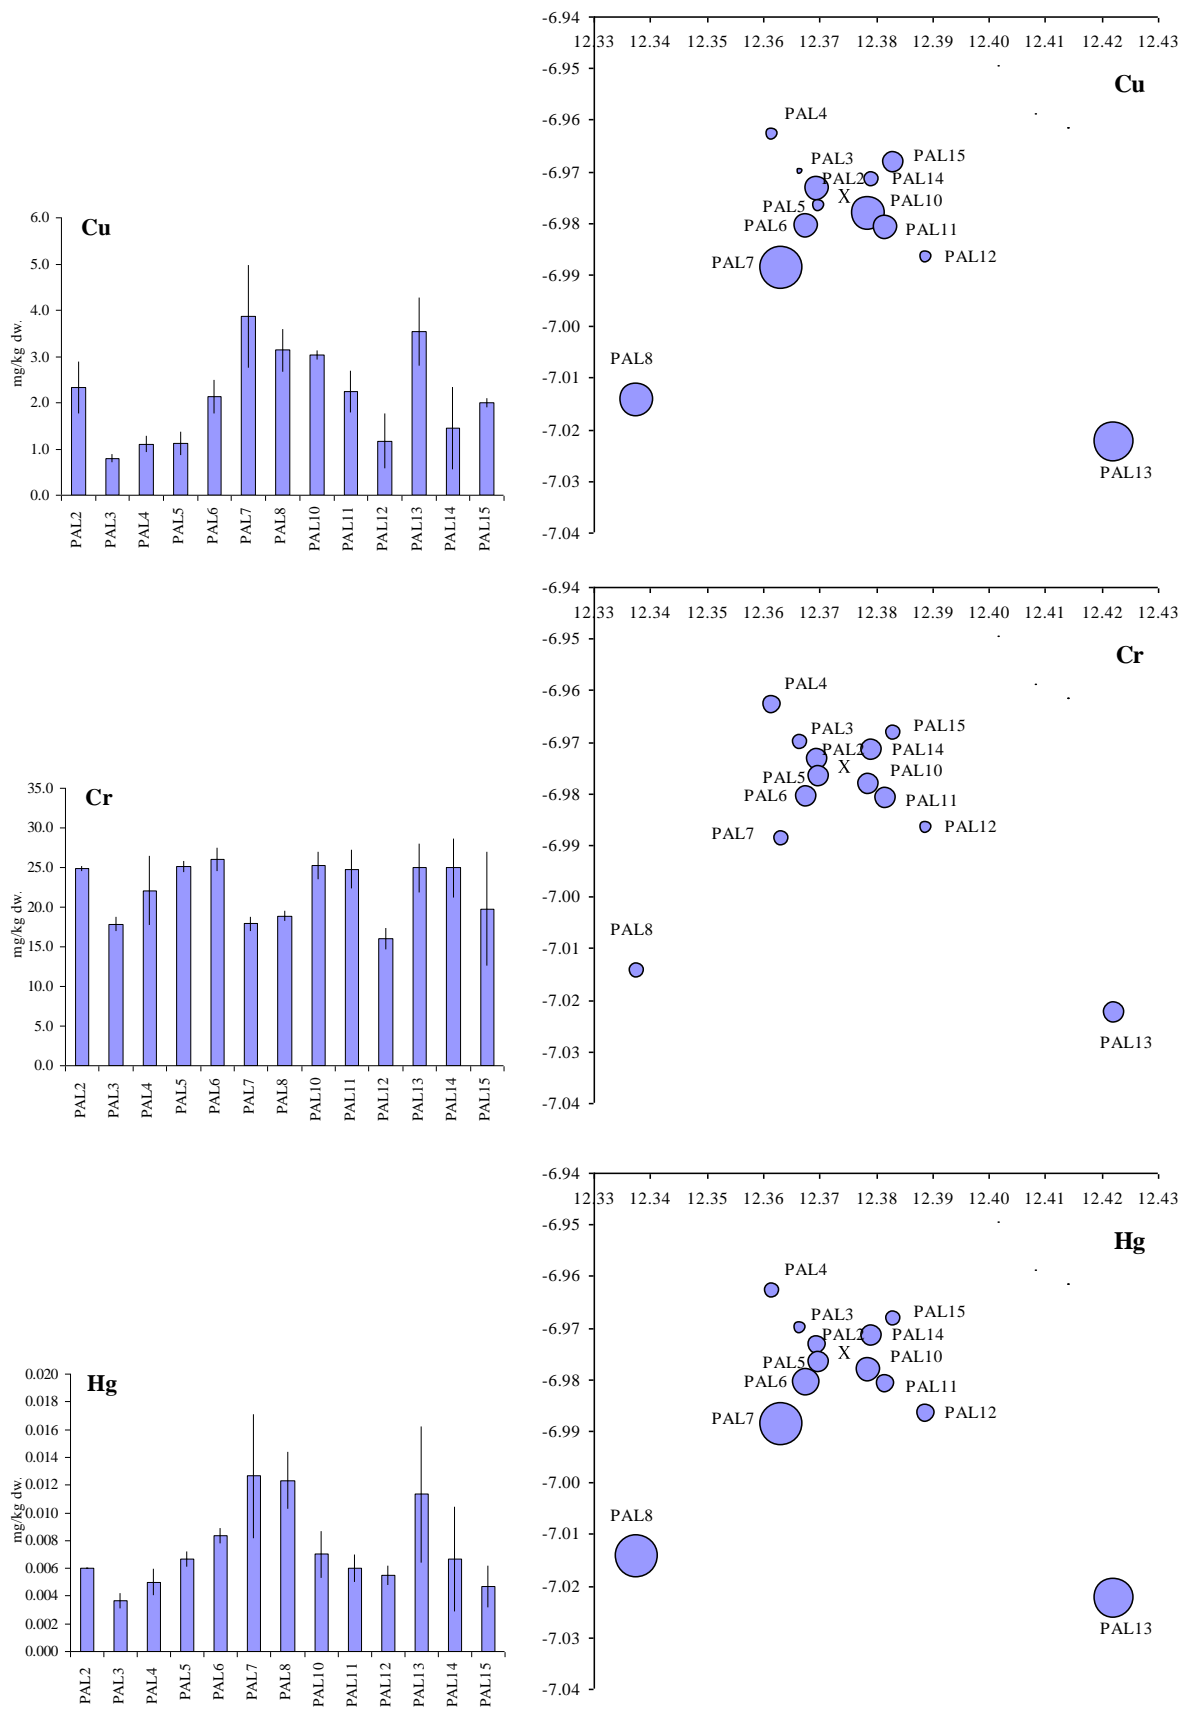 -6.94
12.33 12.34 12.35 12.36 12.37 12.38 12.39 12.40 12.41 12.42 12.43
-6.95
Cu
-6.96
PAL4
PAL3
PAL15
-6.97
PAL2
PAL14
X
PAL5
PAL10
-6.98
PAL6
PAL11
PAL7
PAL12
-6.99
-7.00
PAL8
-7.01
-7.02
PAL13
-7.03
-7.04
Cu
6.0
5.0
4.0
3.0
2.0
1.0
0.0
mg/kg dw.
PAL2 PAL3 PAL4 PAL5 PAL6 PAL7 PAL8 PAL10 PAL11 PAL12 PAL13 PAL14 PAL15
-6.94
12.33 12.34 12.35 12.36 12.37 12.38 12.39 12.40 12.41 12.42 12.43
-6.95
Cr
-6.96
PAL4
PAL3
PAL15
-6.97
PAL2
PAL14
X
PAL5
PAL10
-6.98
PAL6
PAL11
PAL7
PAL12
-6.99
-7.00
PAL8
-7.01
-7.02
PAL13
-7.03
-7.04
Cr
35.0
30.0
25.0
20.0
15.0
10.0
5.0
0.0
mg/kg dw.
PAL2 PAL3 PAL4 PAL5 PAL6 PAL7 PAL8 PAL10 PAL11 PAL12 PAL13 PAL14 PAL15
-6.94
12.33 12.34 12.35 12.36 12.37 12.38 12.39 12.40 12.41 12.42 12.43
-6.95
Hg
-6.96
PAL4
PAL3
PAL15
-6.97
PAL2
PAL14
X
PAL5
PAL10
-6.98
PAL6
PAL11
PAL7
PAL12
-6.99
-7.00
PAL8
-7.01
-7.02
PAL13
-7.03
-7.04
Hg
0.020
0.018
0.016
0.014
0.012
0.010
0.008
0.006
0.004
0.002
0.000
mg/kg dw.
PAL2 PAL3 PAL4 PAL5 PAL6 PAL7 PAL8 PAL10 PAL11 PAL12 PAL13 PAL14 PAL15